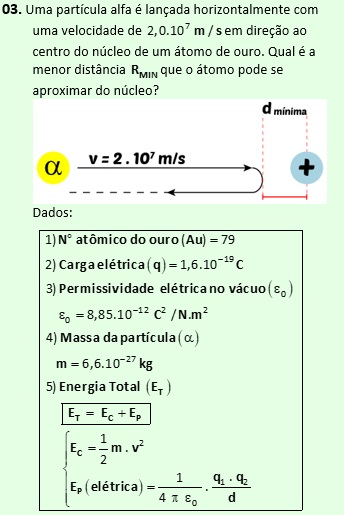 03. Uma partícula alfa é lançada horizontalmente com
uma velocidade de 2,0.10⁷ m / s em direção ao
centro do núcleo de um átomo de ouro. Qual é a
menor distância R_MIN que o átomo pode se
aproximar do núcleo?
d mínima
α v = 2 . 10⁷ m/s +
Dados:
1) N° atômico do ouro (Au) = 79
2) Carga elétrica (q) = 1,6.10⁻¹⁹ C
3) Permissividade elétrica no vácuo (ε₀)
ε₀ = 8,85.10⁻¹² C² / N.m²
4) Massa da partícula (α)
m = 6,6.10⁻²⁷ kg
5) Energia Total (E_T)
E_T = E_C + E_P
E_C = 1/2 m . v²
E_P (elétrica) = 1/(4 π ε₀) . (q₁ . q₂)/d